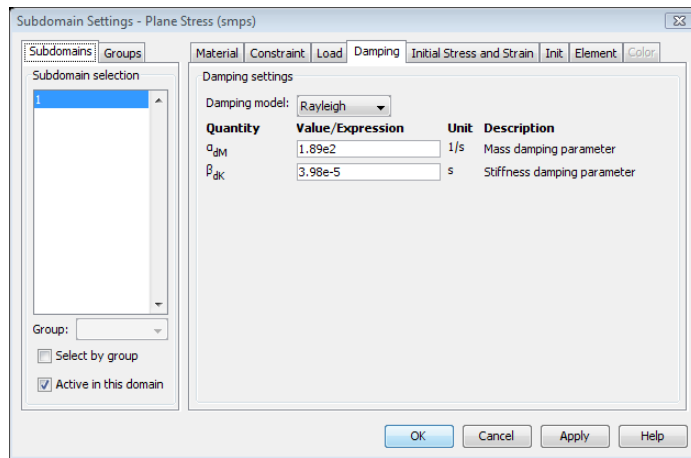 Subdomain Settings - Plane Stress (smps)
Subdomains Groups
Subdomain selection
1
Group:
Select by group
Active in this domain
Material Constraint Load Damping Initial Stress and Strain Init Element Color
Damping settings
Damping model: Rayleigh
Quantity Value/Expression Unit Description
α_dM 1.89e2 1/s Mass damping parameter
β_dK 3.98e-5 s Stiffness damping parameter
OK Cancel Apply Help